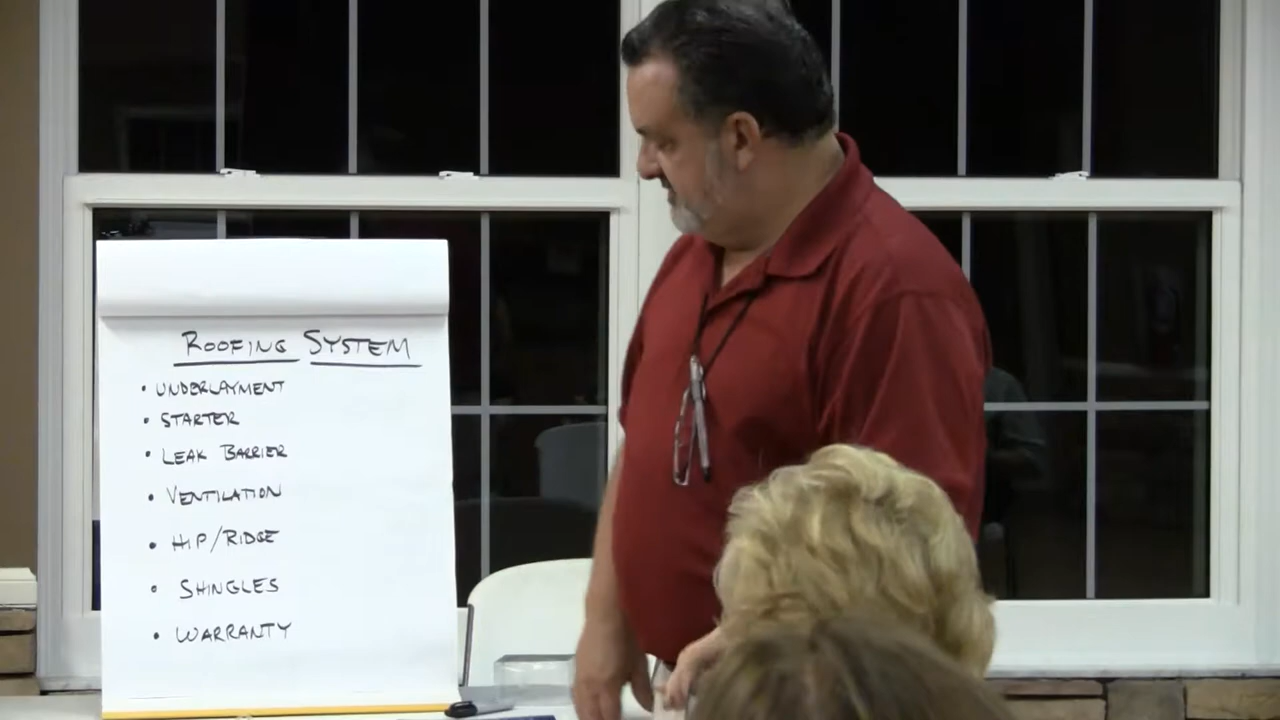 ROOFING SYSTEM
• UNDERLAYMENT
• STARTER
• LEAK BARRIER
• VENTILATION
• HIP/RIDGE
• SHINGLES
• WARRANTY